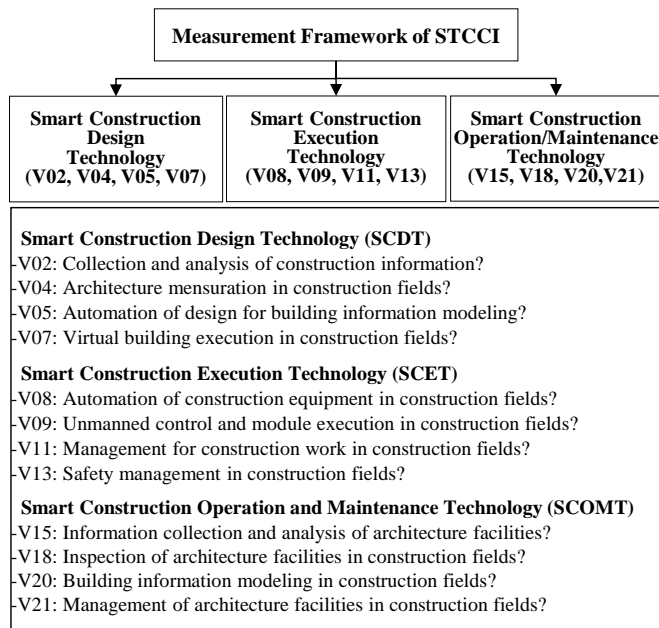 Measurement Framework of STCCI
Smart Construction
Design
Technology
(V02, V04, V05, V07)
Smart Construction
Execution
Technology
(V08, V09, V11, V13)
Smart Construction
Operation/Maintenance
Technology
(V15, V18, V20,V21)
Smart Construction Design Technology (SCDT)
-V02: Collection and analysis of construction information?
-V04: Architecture mensuration in construction fields?
-V05: Automation of design for building information modeling?
-V07: Virtual building execution in construction fields?
Smart Construction Execution Technology (SCET)
-V08: Automation of construction equipment in construction fields?
-V09: Unmanned control and module execution in construction fields?
-V11: Management for construction work in construction fields?
-V13: Safety management in construction fields?
Smart Construction Operation and Maintenance Technology (SCOMT)
-V15: Information collection and analysis of architecture facilities?
-V18: Inspection of architecture facilities in construction fields?
-V20: Building information modeling in construction fields?
-V21: Management of architecture facilities in construction fields?